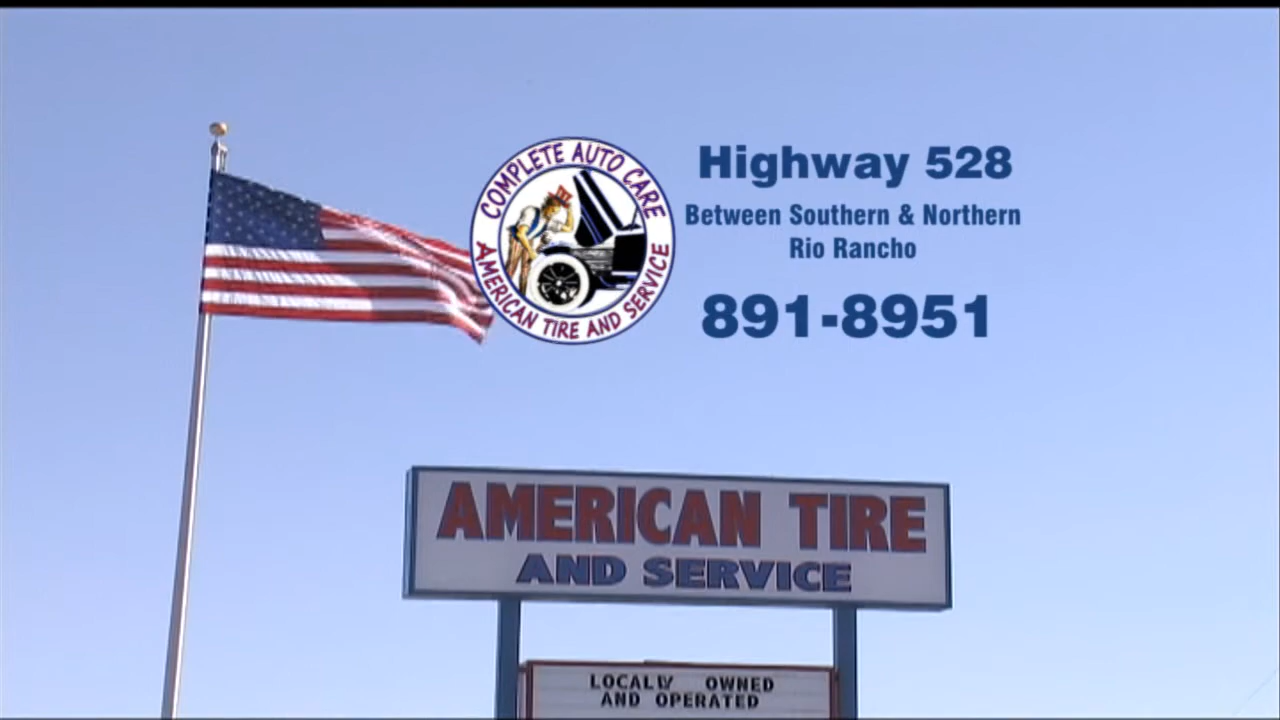 COMPLETE AUTO CARE
AMERICAN TIRE AND SERVICE
Highway 528
Between Southern & Northern
Rio Rancho
891-8951
AMERICAN TIRE
AND SERVICE
LOCALLY OWNED
AND OPERATED